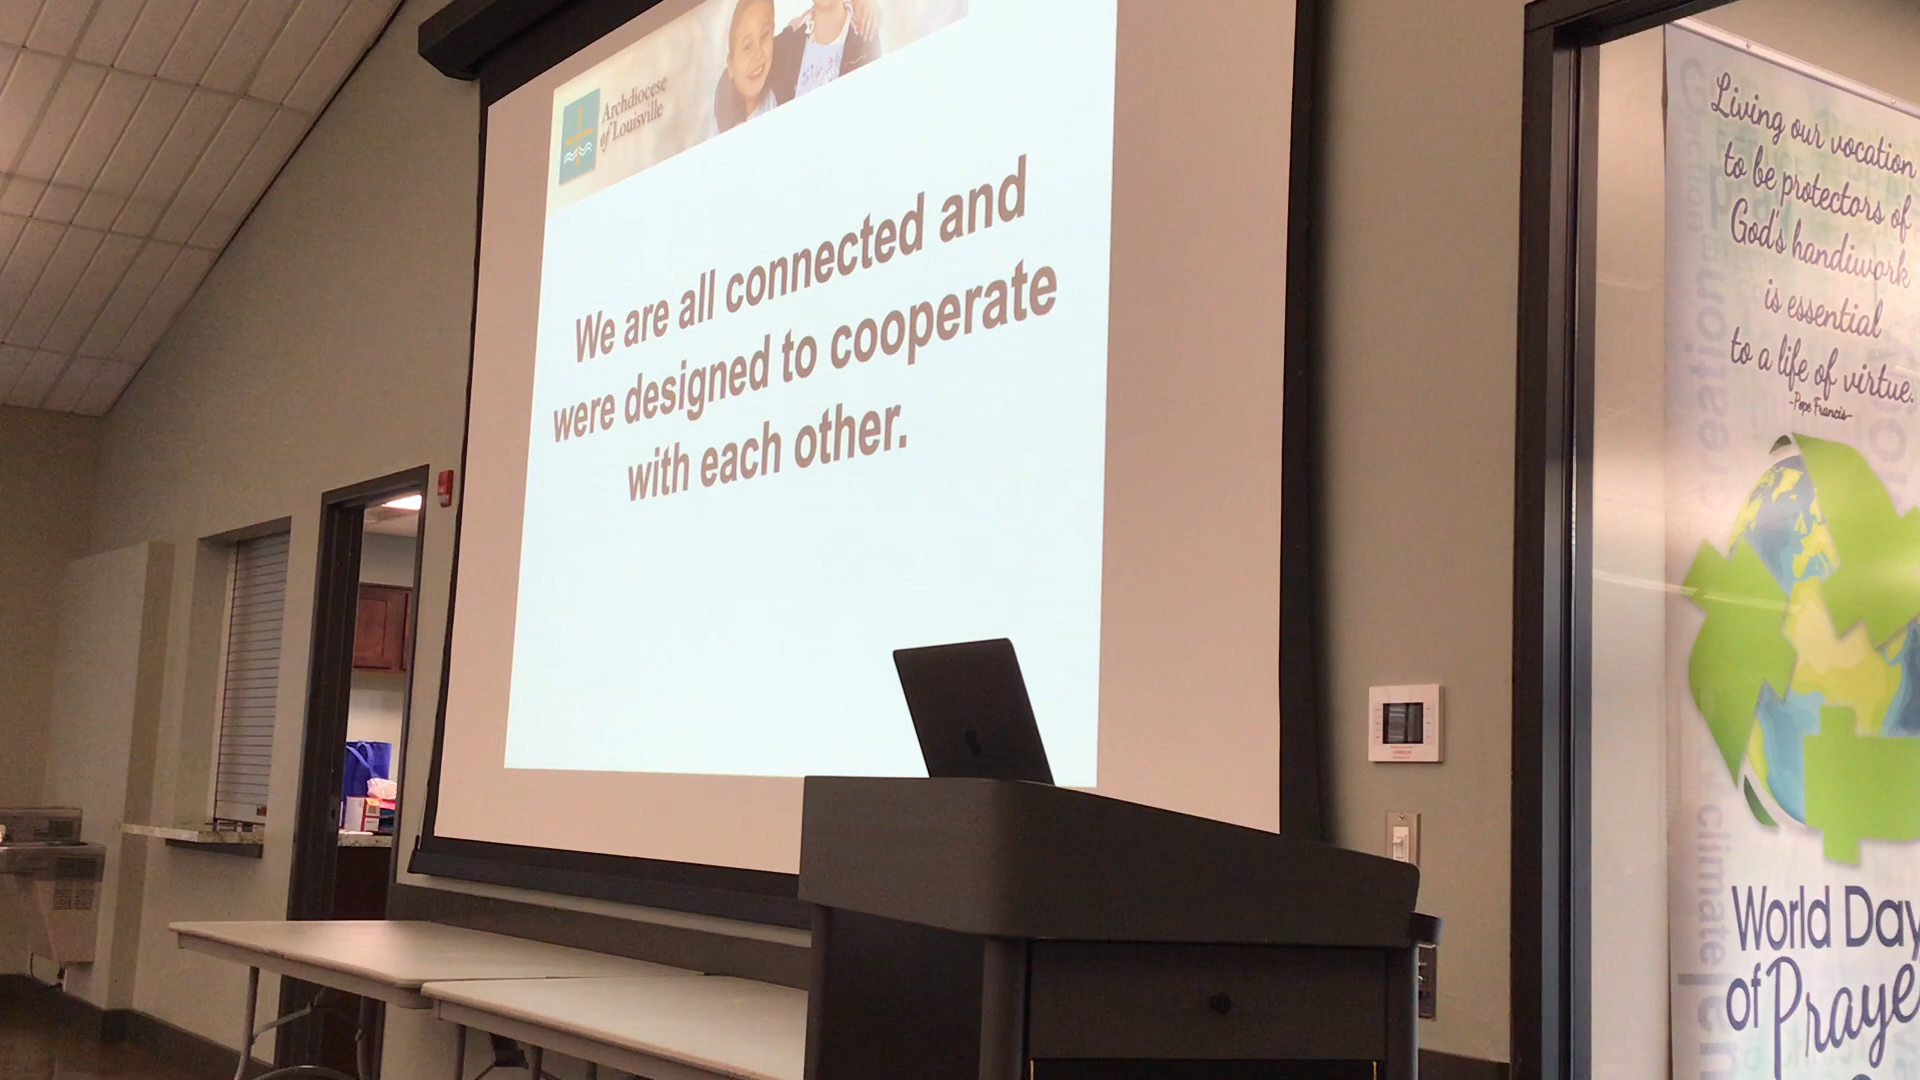 Archdiocese
of Louisville
We are all connected and
were designed to cooperate
with each other.
Living our vocation
to be protectors of
God's handiwork
is essential
to a life of virtue.
-Pope Francis-
climate
World Day
of Praye